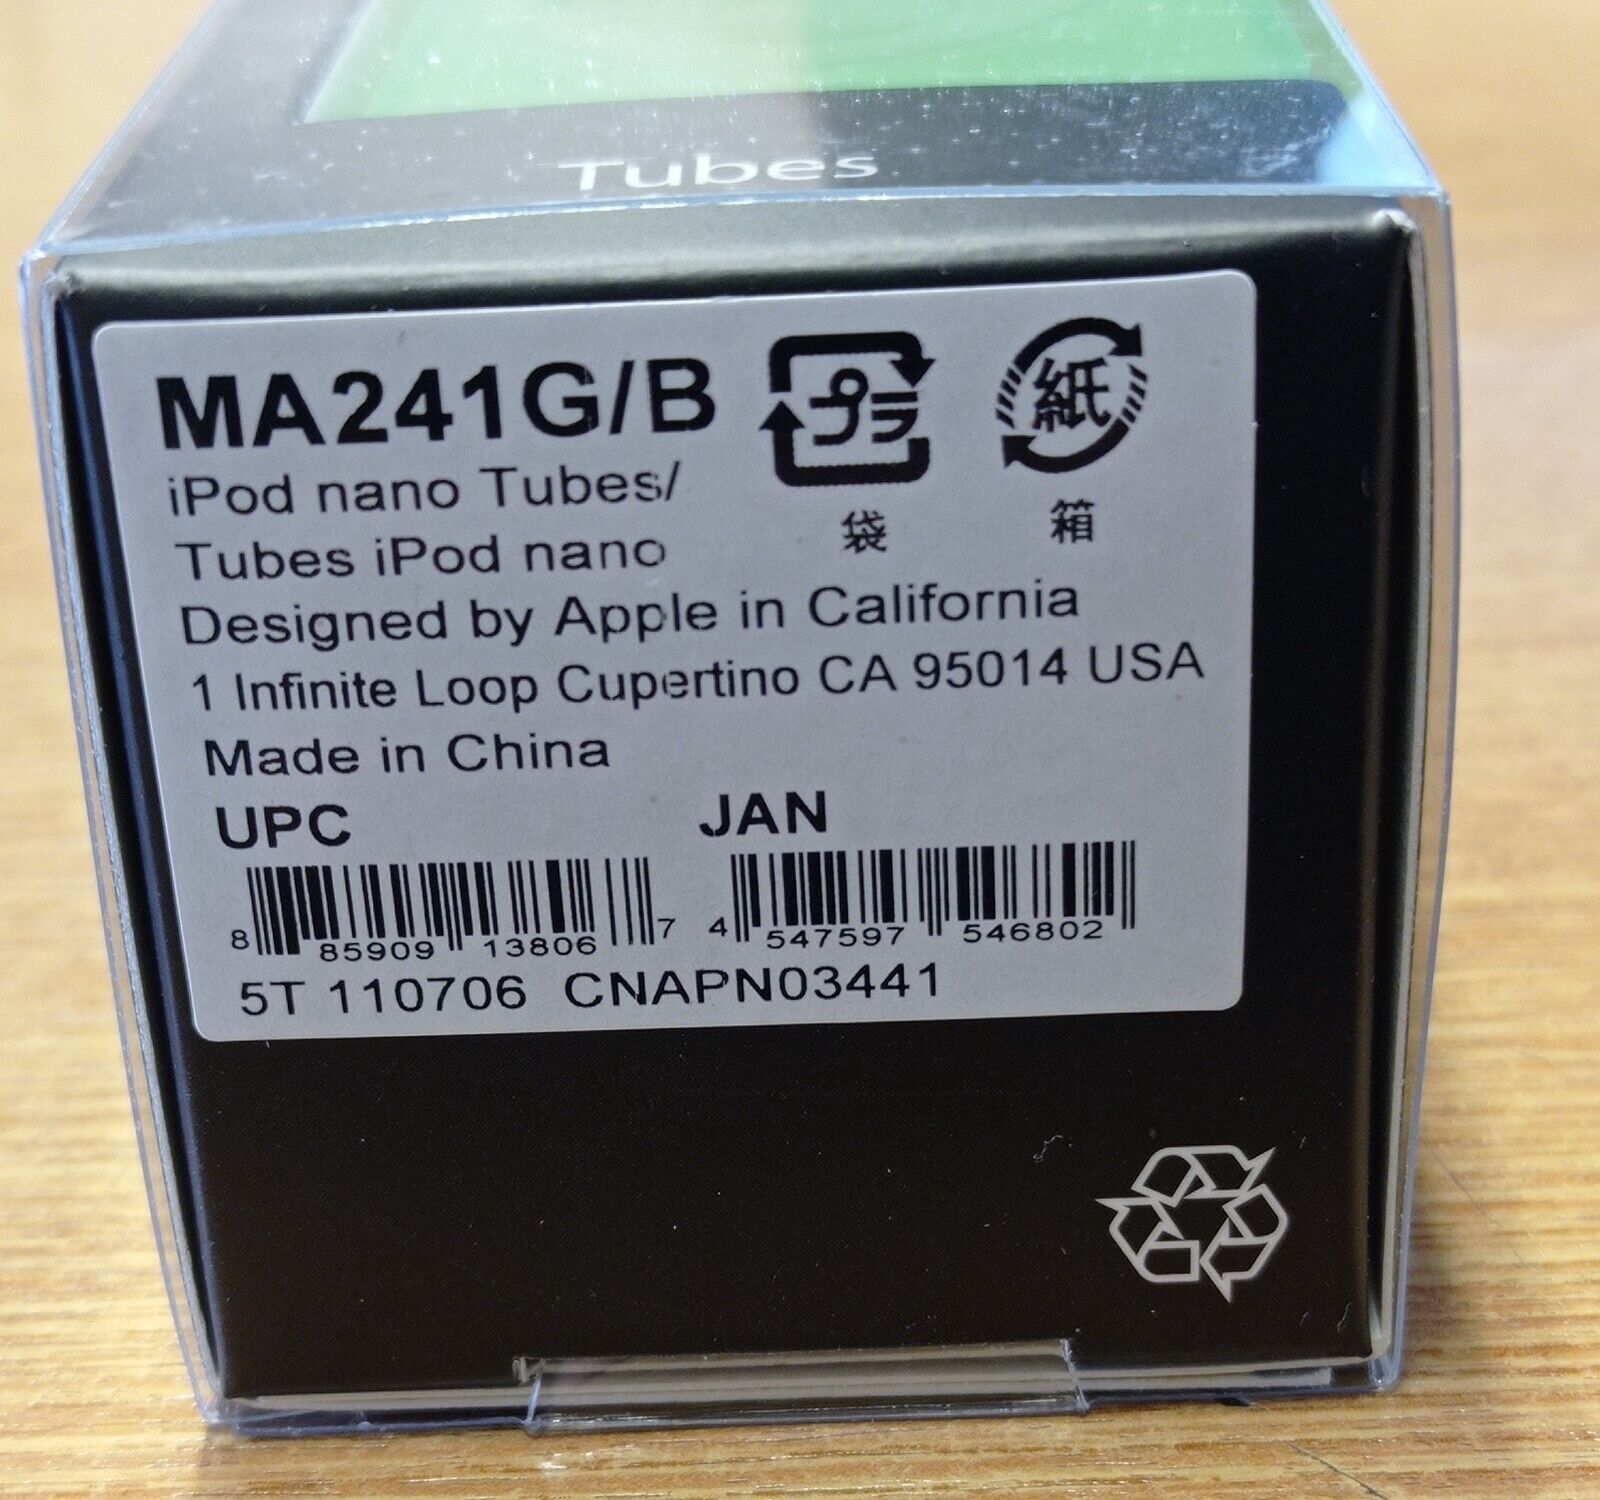 Tubes
MA241G/B
プラ
紙
袋
箱
iPod nano Tubes/
Tubes iPod nano
Designed by Apple in California
1 Infinite Loop Cupertino CA 95014 USA
Made in China
UPC
JAN
8 85909 13806 7
4 547597 546802
5T 110706 CNAPN03441